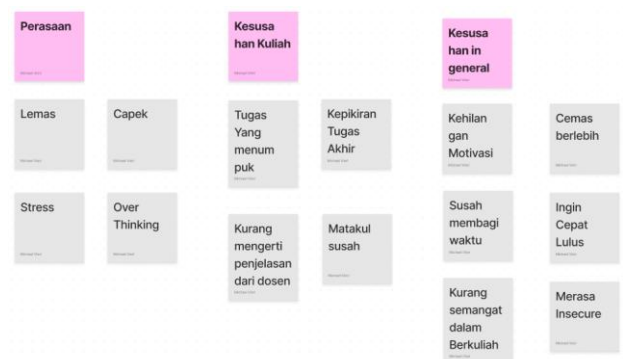 Perasaan
Lemas
Capek
Stress
Over
Thinking
Kesusa
han Kuliah
Tugas
Yang
menum
puk
Kepikiran
Tugas
Akhir
Kurang
mengerti
penjelasan
dari dosen
Matakul
susah
Kesusa
han in
general
Kehilan
gan
Motivasi
Cemas
berlebih
Susah
membagi
waktu
Ingin
Cepat
Lulus
Kurang
semangat
dalam
Berkuliah
Merasa
Insecure